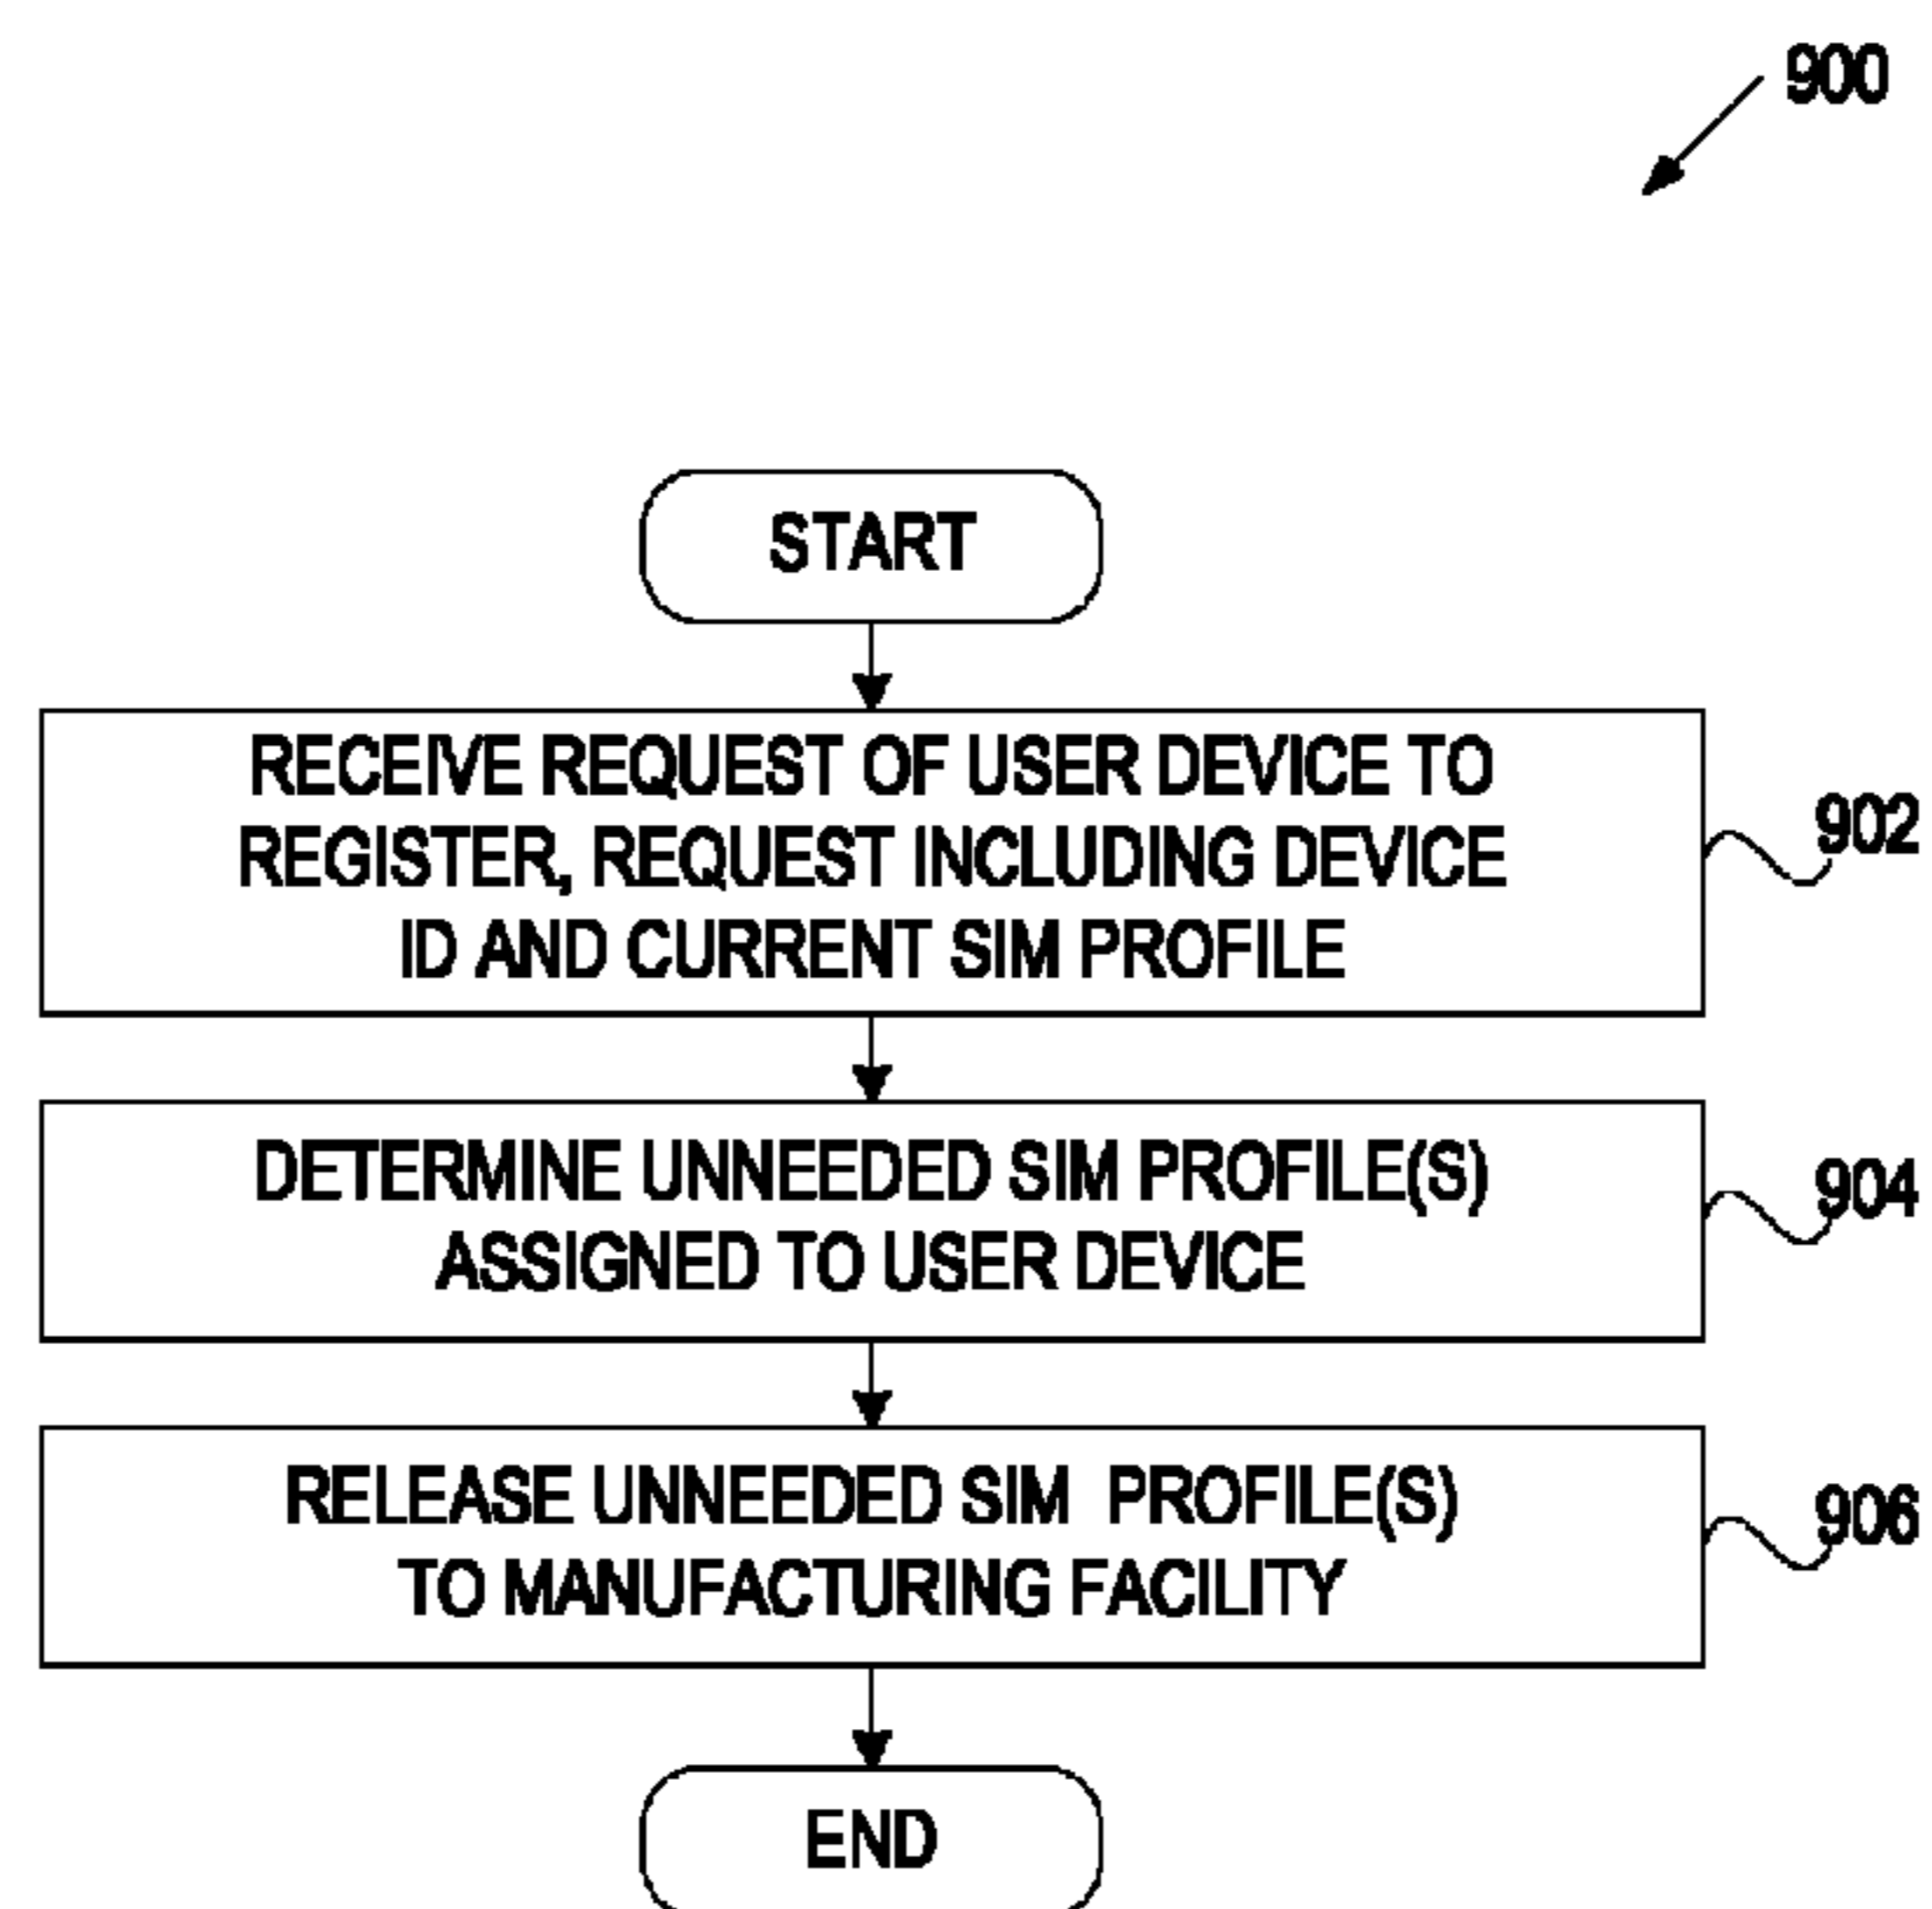 900
START
RECEIVE REQUEST OF USER DEVICE TO
REGISTER, REQUEST INCLUDING DEVICE
ID AND CURRENT SIM PROFILE
902
DETERMINE UNNEEDED SIM PROFILE(S)
ASSIGNED TO USER DEVICE
904
RELEASE UNNEEDED SIM PROFILE(S)
TO MANUFACTURING FACILITY
906
END